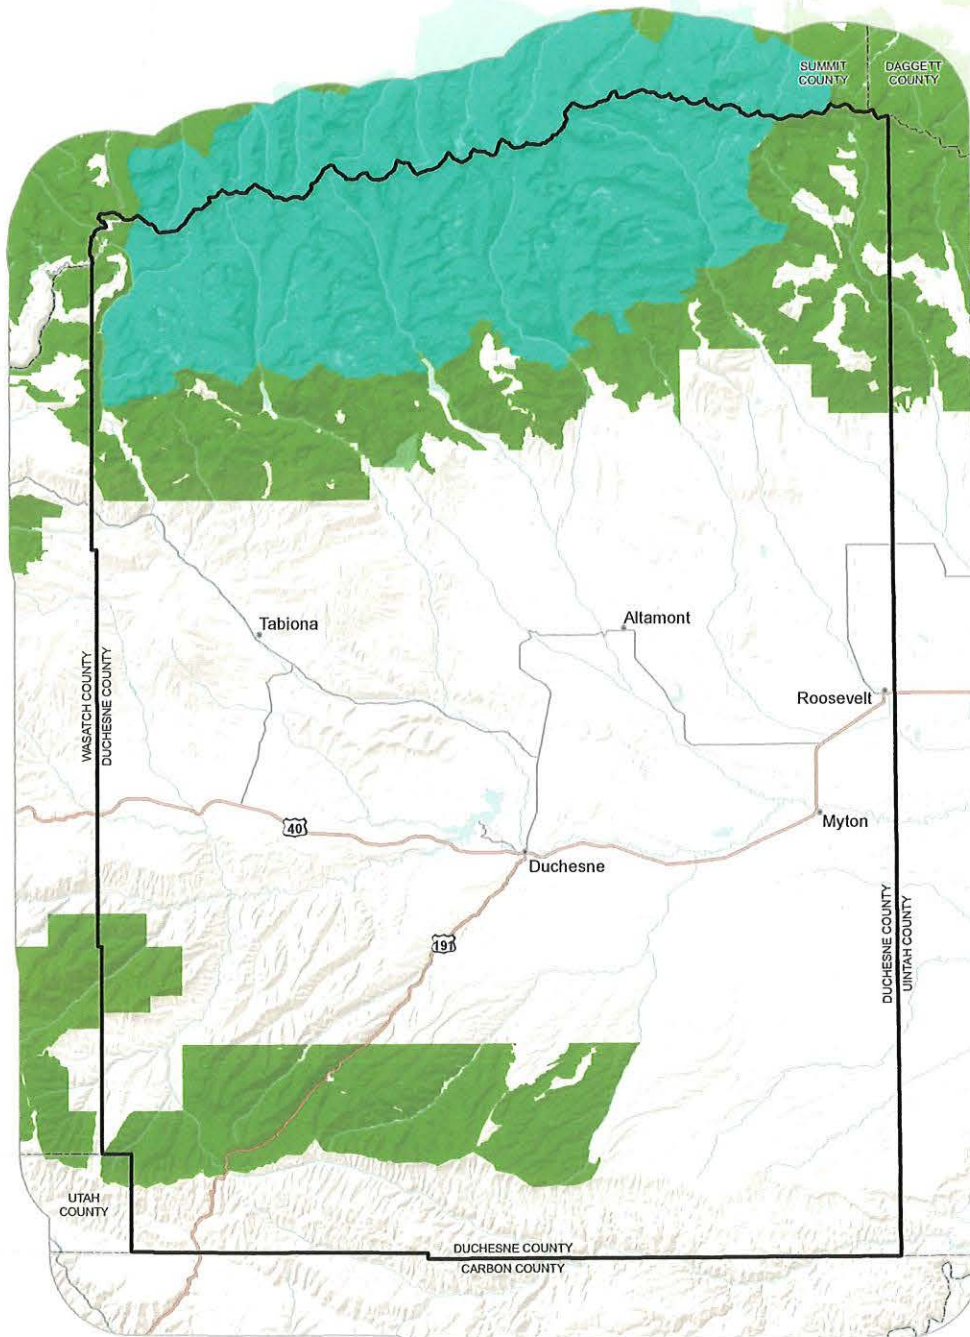 SUMMIT
COUNTY
DAGGETT
COUNTY
Tabiona
Altamont
WASATCH COUNTY
DUCHESNE COUNTY
Roosevelt
Myton
40
Duchesne
191
DUCHESNE COUNTY
UINTAH COUNTY
UTAH
COUNTY
DUCHESNE COUNTY
CARBON COUNTY